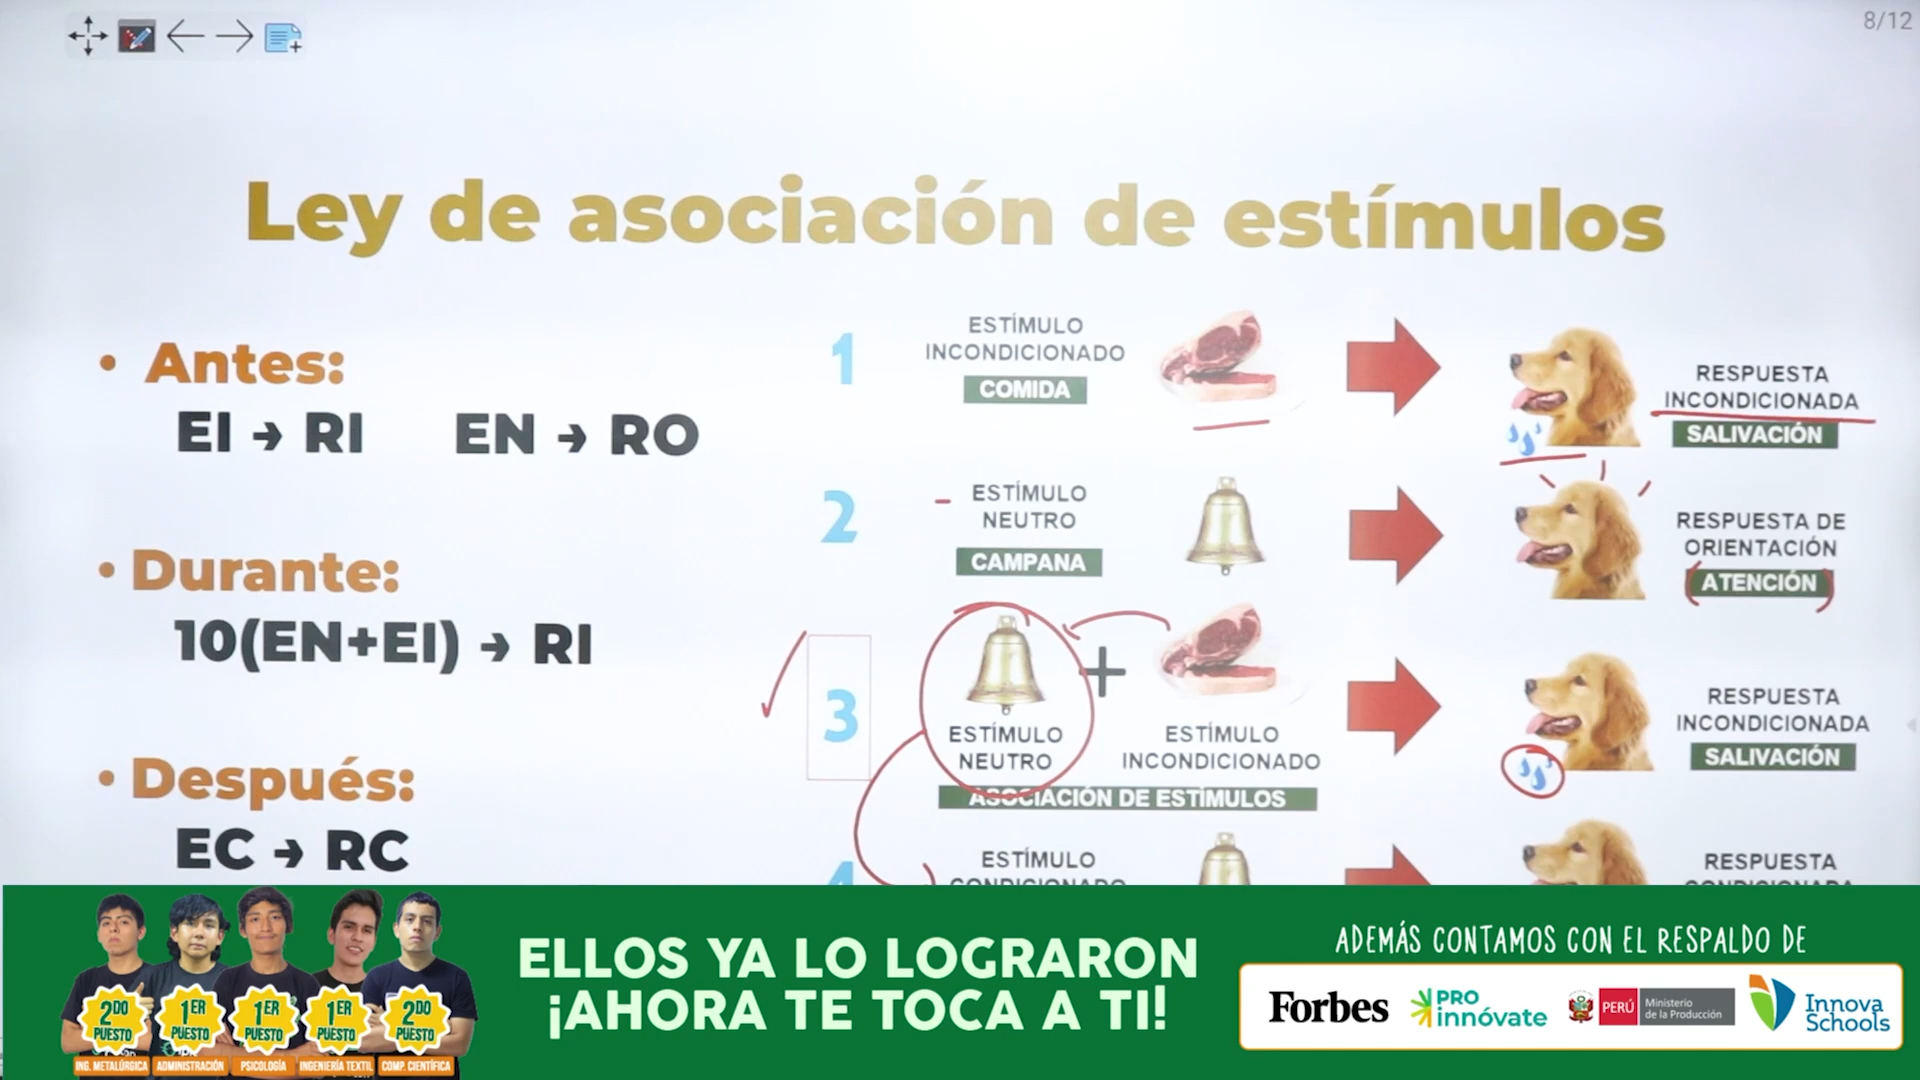 8/12
Ley de asociación de estímulos
• Antes:
EI → RI EN → RO
• Durante:
10(EN+EI) → RI
• Después:
EC → RC
1
ESTÍMULO
INCONDICIONADO
COMIDA
RESPUESTA
INCONDICIONADA
SALIVACIÓN
2
ESTÍMULO
NEUTRO
CAMPANA
RESPUESTA DE
ORIENTACIÓN
(ATENCIÓN)
3
+
ESTÍMULO
NEUTRO
ESTÍMULO
INCONDICIONADO
ASOCIACIÓN DE ESTÍMULOS
RESPUESTA
INCONDICIONADA
SALIVACIÓN
4
ESTÍMULO
CONDICIONADO
RESPUESTA
CONDICIONADA
2DO PUESTO
1ER PUESTO
1ER PUESTO
1ER PUESTO
2DO PUESTO
ING. METALÚRGICA
ADMINISTRACIÓN
PSICOLOGÍA
INGENIERÍA TEXTIL
COMP. CIENTÍFICA
ELLOS YA LO LOGRARON
¡AHORA TE TOCA A TI!
ADEMÁS CONTAMOS CON EL RESPALDO DE
Forbes
PRO
innóvate
PERÚ
Ministerio
de la Producción
Innova
Schools